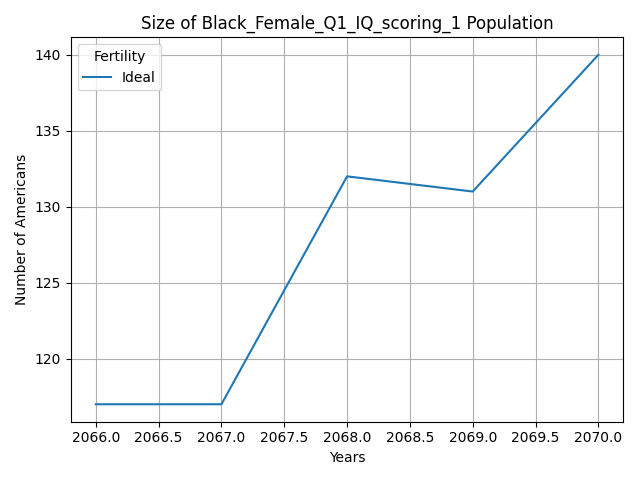 Size of Black_Female_Q1_IQ_scoring_1 Population
Fertility
Ideal
Number of Americans
140
135
130
125
120
2066.0 2066.5 2067.0 2067.5 2068.0 2068.5 2069.0 2069.5 2070.0
Years